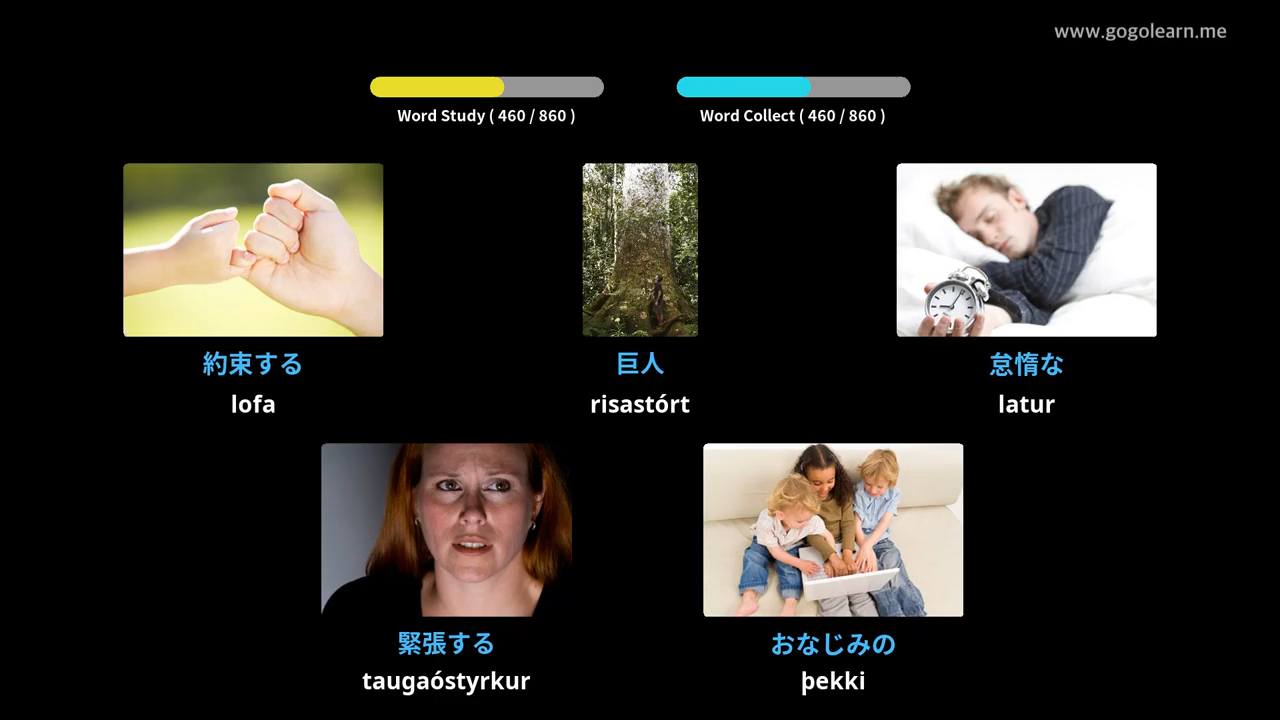 www.gogolearn.me
Word Study ( 460 / 860 )
Word Collect ( 460 / 860 )
約束する
lofa
巨人
risastórt
怠惰な
latur
緊張する
taugaóstyrkur
おなじみの
þekki